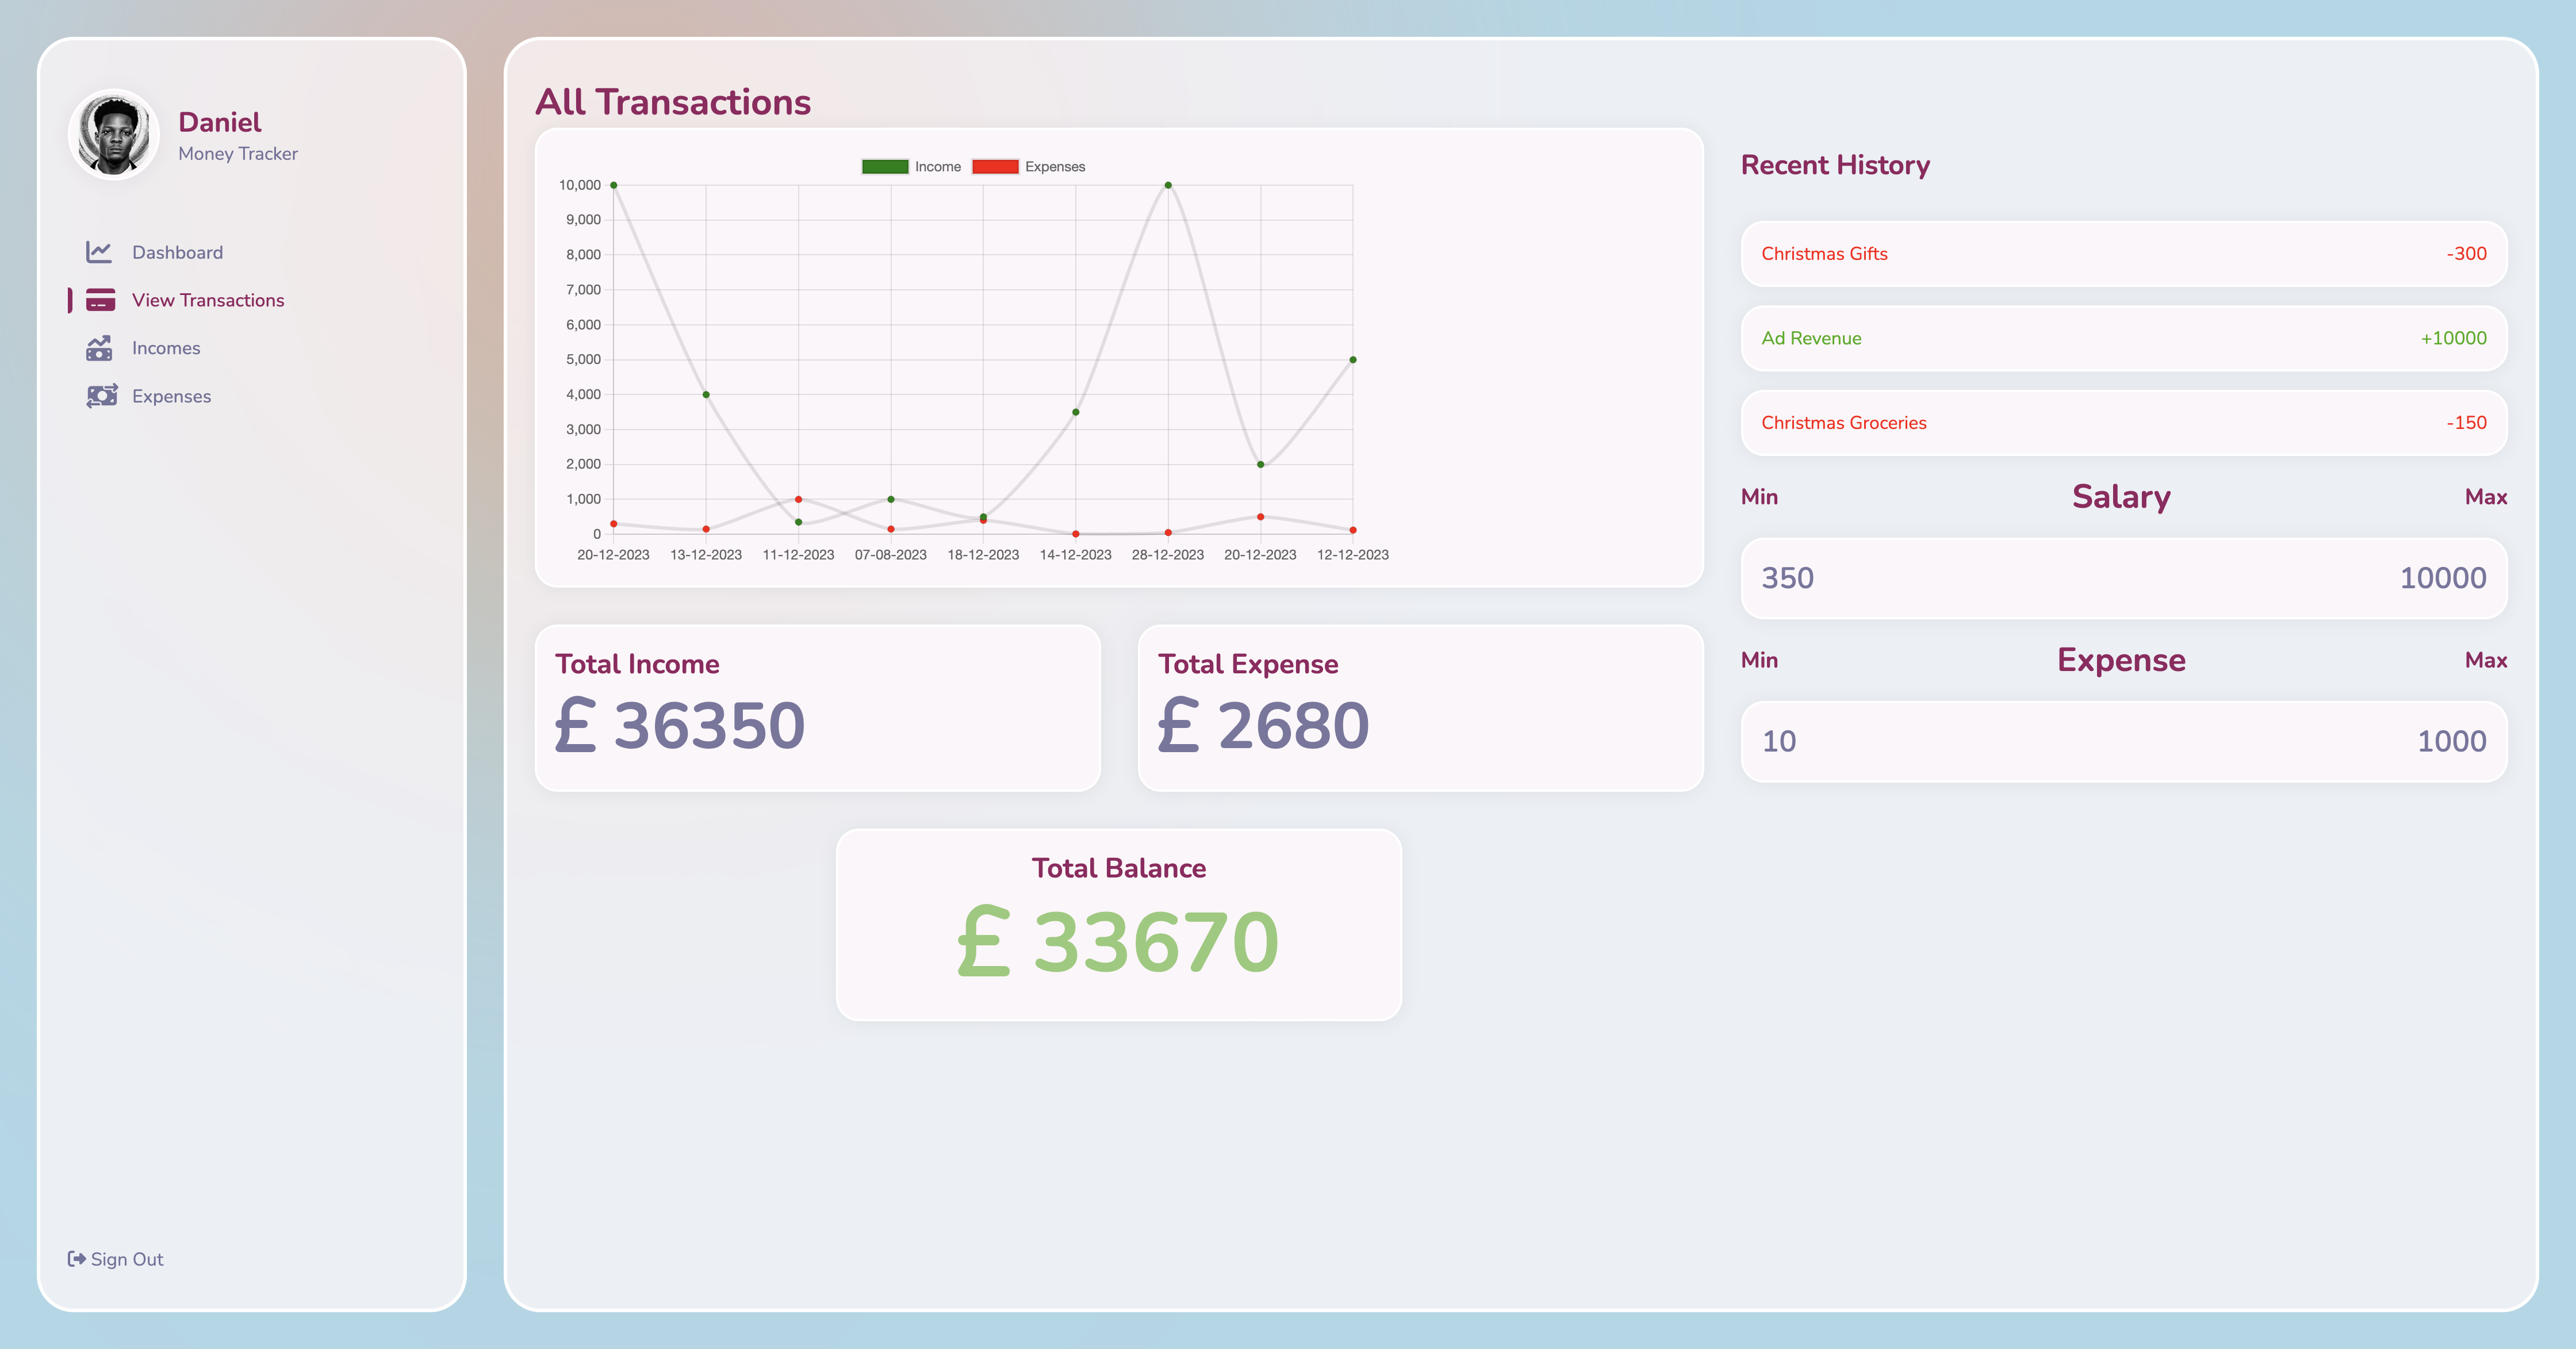 Daniel
Money Tracker
Dashboard
View Transactions
Incomes
Expenses
Sign Out
All Transactions
Income Expenses
10,000
9,000
8,000
7,000
6,000
5,000
4,000
3,000
2,000
1,000
0
20-12-2023 13-12-2023 11-12-2023 07-08-2023 18-12-2023 14-12-2023 28-12-2023 20-12-2023 12-12-2023
Total Income
£ 36350
Total Expense
£ 2680
Total Balance
£ 33670
Recent History
Christmas Gifts -300
Ad Revenue +10000
Christmas Groceries -150
Min Salary Max
350 10000
Min Expense Max
10 1000